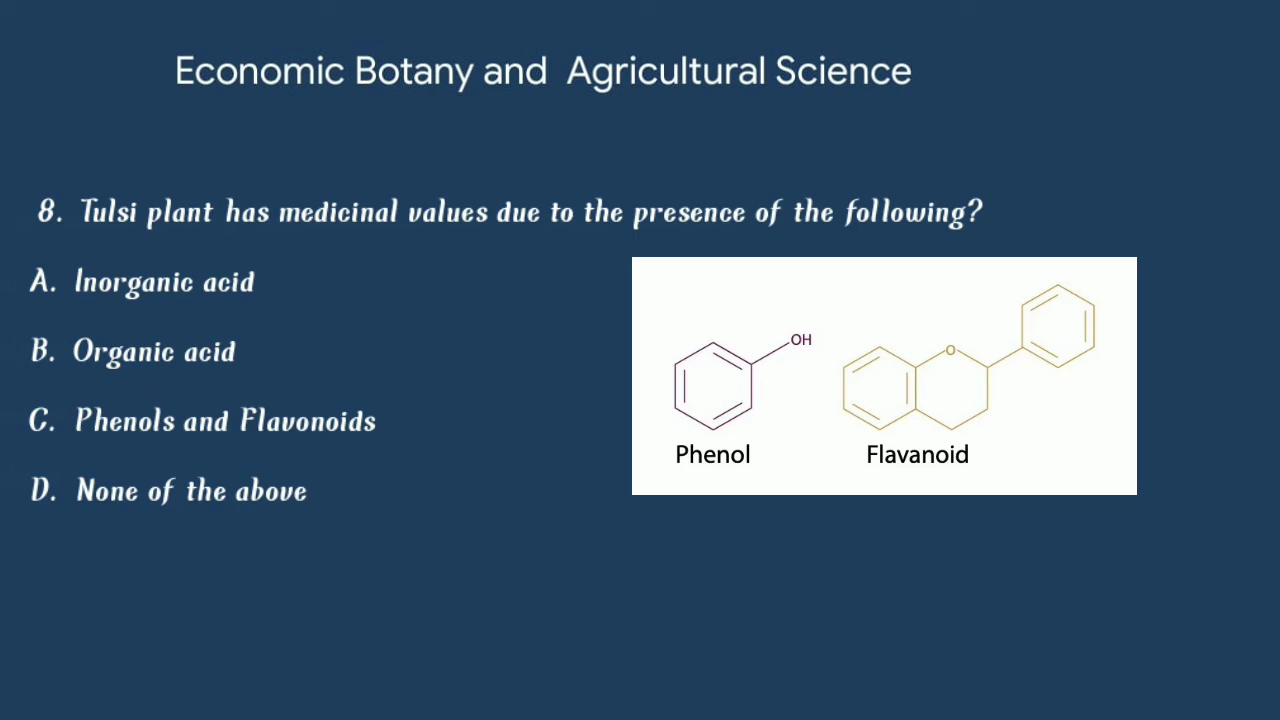 Economic Botany and Agricultural Science
8. Tulsi plant has medicinal values due to the presence of the following?
A. Inorganic acid
B. Organic acid
C. Phenols and Flavonoids
D. None of the above
OH
O
Phenol
Flavanoid